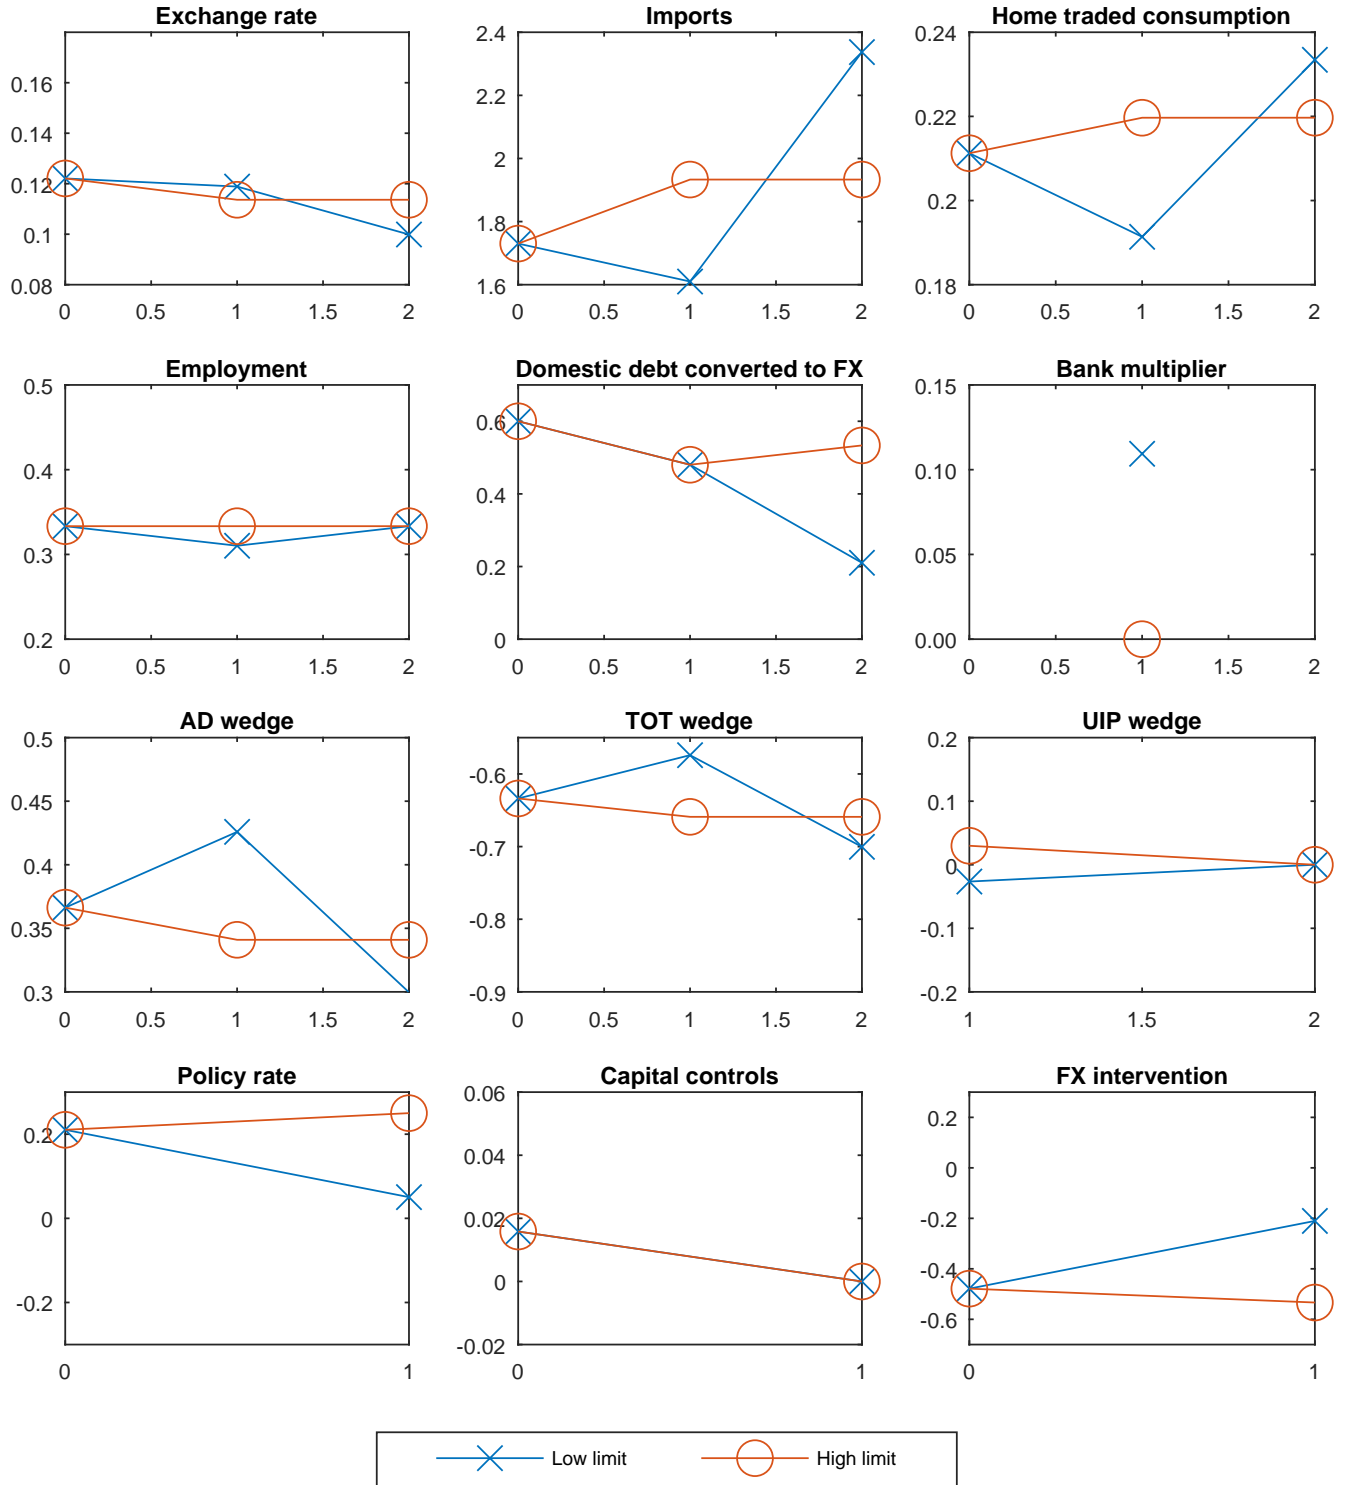 Exchange rate
0.16
0.14
0.12
0.1
0.08
0 0.5 1 1.5 2
Imports
2.4
2.2
2
1.8
1.6
0 0.5 1 1.5 2
Home traded consumption
0.24
0.22
0.2
0.18
0 0.5 1 1.5 2
Employment
0.5
0.4
0.3
0.2
0 0.5 1 1.5 2
Domestic debt converted to FX
0.6
0.4
0.2
0
0 0.5 1 1.5 2
Bank multiplier
0.15
0.10
0.05
0.00
0 0.5 1 1.5 2
AD wedge
0.5
0.45
0.4
0.35
0.3
0 0.5 1 1.5 2
TOT wedge
-0.6
-0.7
-0.8
-0.9
0 0.5 1 1.5 2
UIP wedge
0.2
0.1
0
-0.1
-0.2
1 1.5 2
Policy rate
0.2
0
-0.2
0 1
Capital controls
0.06
0.04
0.02
0
-0.02
0 1
FX intervention
0.2
0
-0.2
-0.4
-0.6
0 1
Low limit High limit